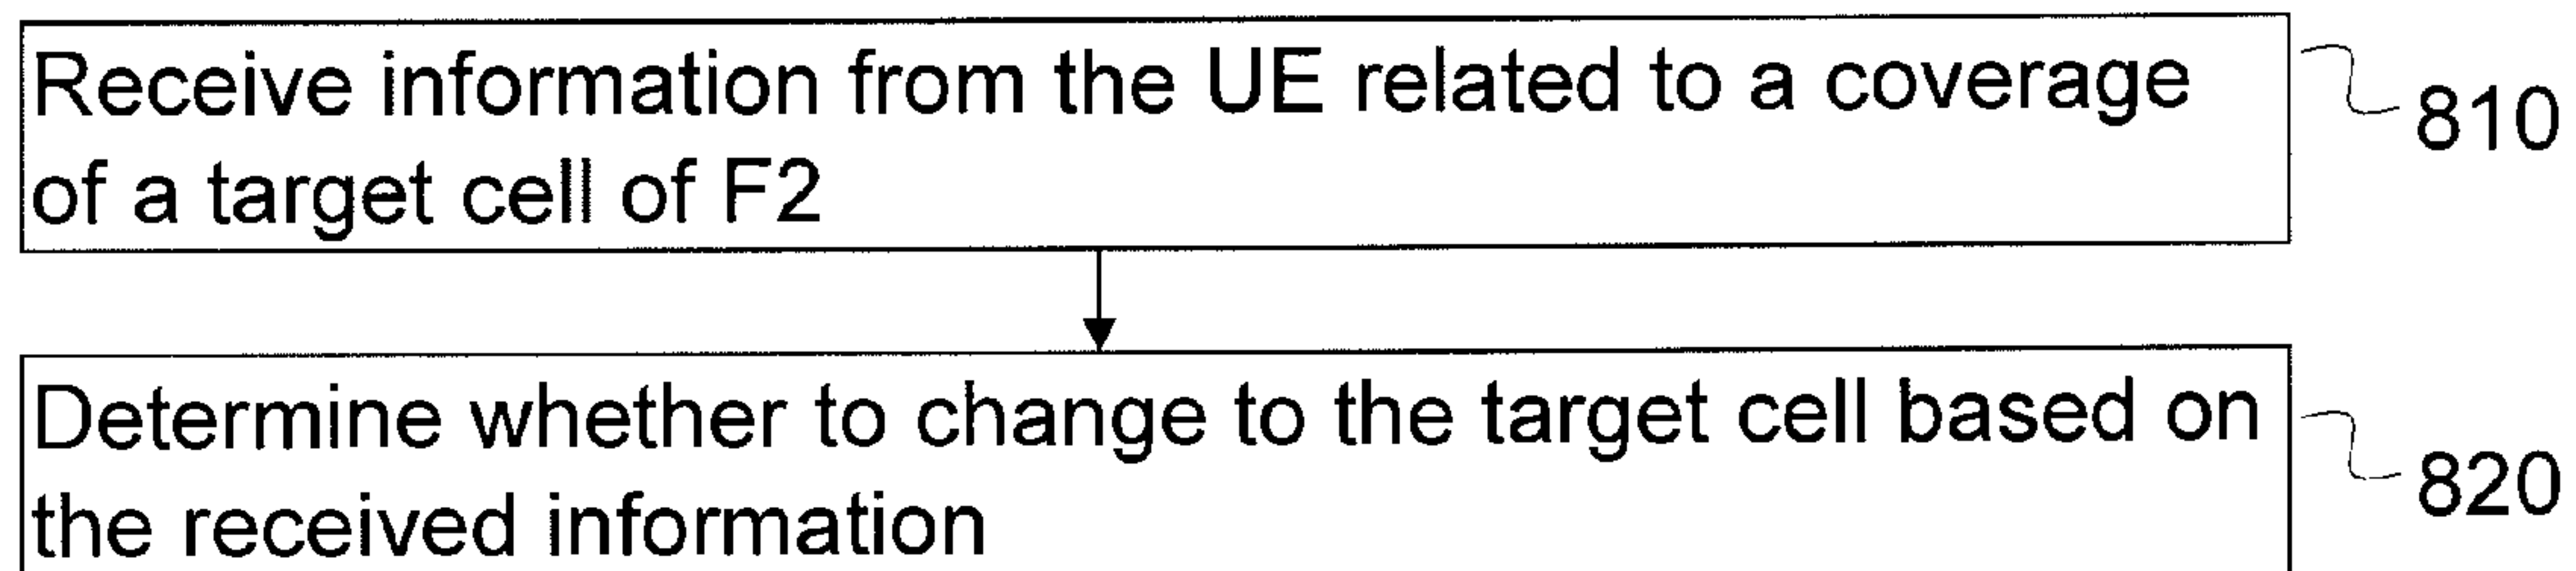 Receive information from the UE related to a coverage
of a target cell of F2
810
Determine whether to change to the target cell based on
the received information
820